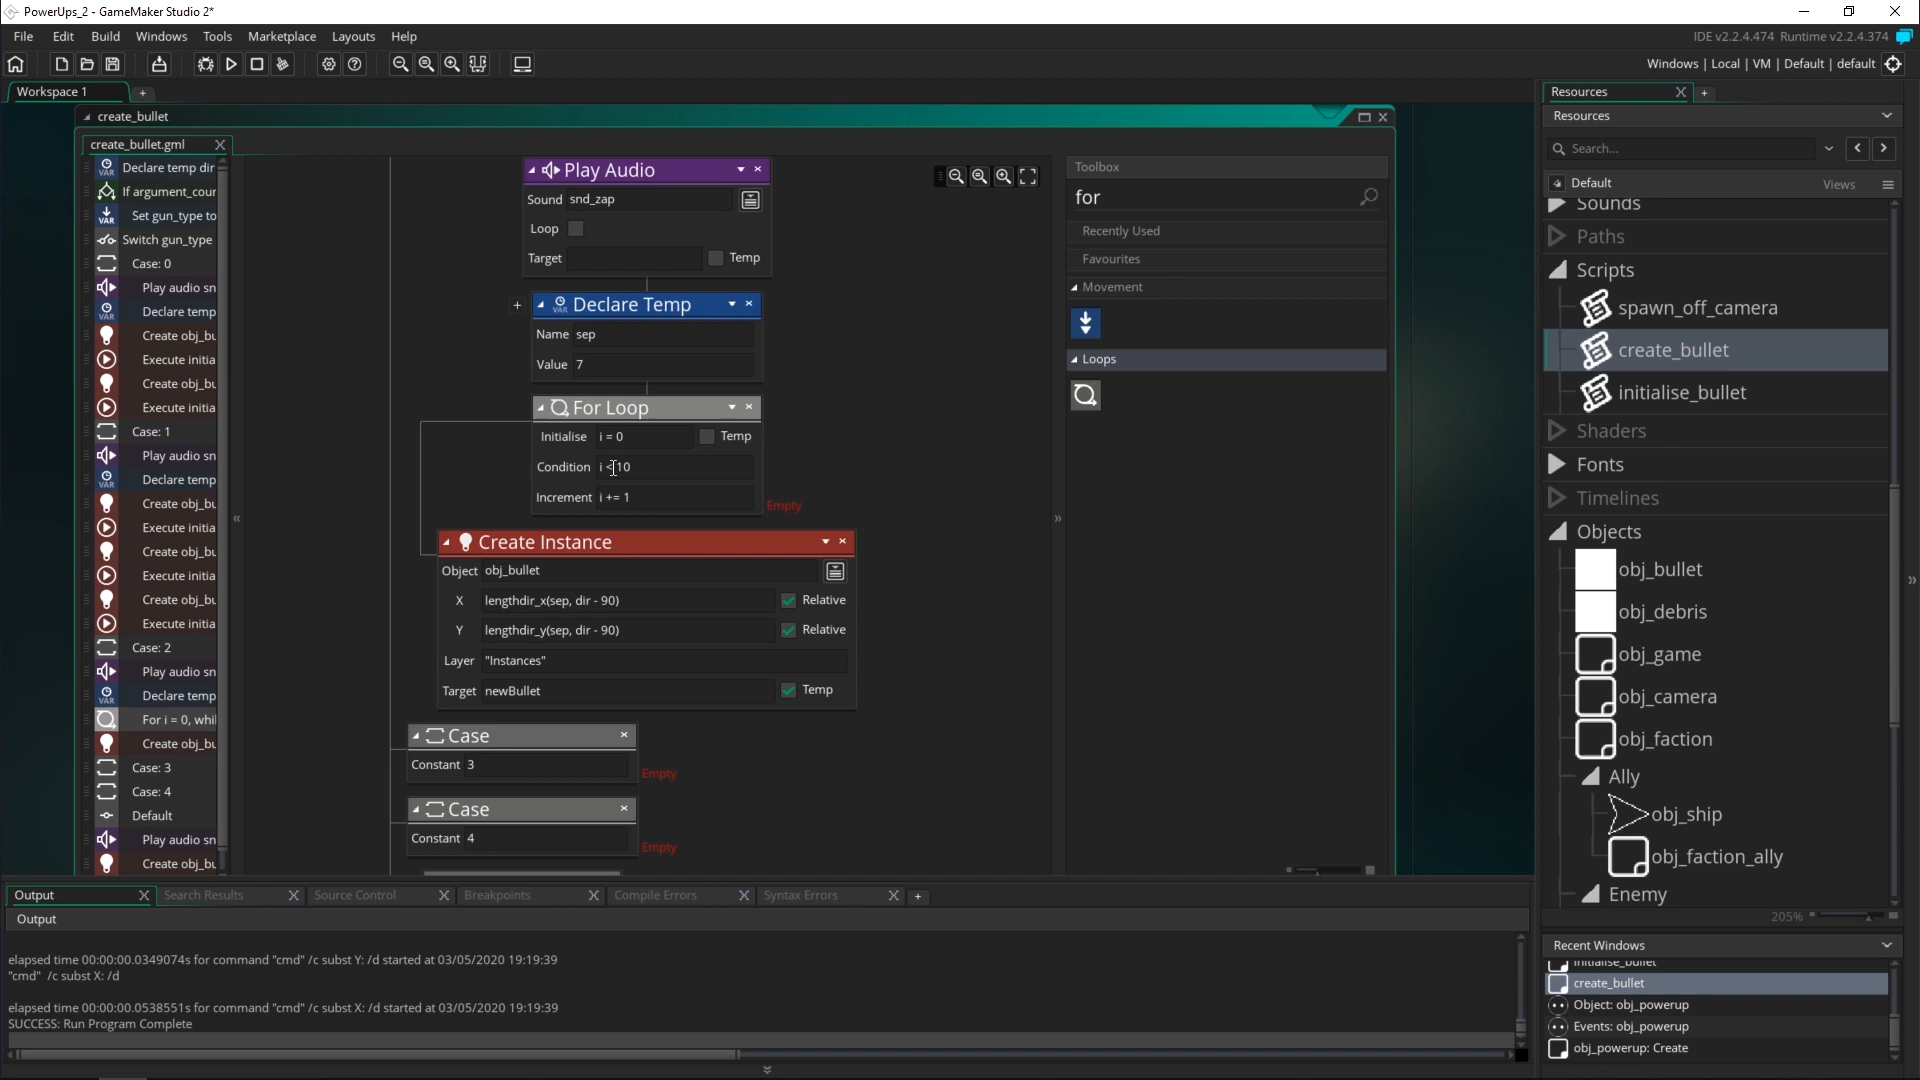 PowerUps_2 - GameMaker Studio 2*
File Edit Build Windows Tools Marketplace Layouts Help
IDE v2.2.4.474 Runtime v2.2.4.374
Windows | Local | VM | Default | default
Workspace 1
create_bullet
create_bullet.gml
Declare temp dir
If argument_cour
Set gun_type to
Switch gun_type
Case: 0
Play audio sn
Declare temp
Create obj_bu
Execute initia
Create obj_bu
Execute initia
Case: 1
Play audio sn
Declare temp
Create obj_bu
Execute initia
Create obj_bu
Execute initia
Create obj_bu
Execute initia
Case: 2
Play audio sn
Declare temp
For i = 0, whil
Create obj_bu
Case: 3
Case: 4
Default
Play audio sn
Create obj_bu
Play Audio
Sound snd_zap
Loop
Target Temp
Declare Temp
Name sep
Value 7
For Loop
Initialise i = 0 Temp
Condition i < 10
Increment i += 1
Empty
Create Instance
Object obj_bullet
X lengthdir_x(sep, dir - 90) Relative
Y lengthdir_y(sep, dir - 90) Relative
Layer "Instances"
Target newBullet Temp
Case
Constant 3
Empty
Case
Constant 4
Empty
Toolbox
for
Recently Used
Favourites
Movement
Loops
Resources
Resources
Search...
Default Views
Sounds
Paths
Scripts
spawn_off_camera
create_bullet
initialise_bullet
Shaders
Fonts
Timelines
Objects
obj_bullet
obj_debris
obj_game
obj_camera
obj_faction
Ally
obj_ship
obj_faction_ally
Enemy
205%
Recent Windows
initialise_bullet
create_bullet
Object: obj_powerup
Events: obj_powerup
obj_powerup: Create
Output Search Results Source Control Breakpoints Compile Errors Syntax Errors
Output
elapsed time 00:00:00.0349074s for command "cmd" /c subst Y: /d started at 03/05/2020 19:19:39
"cmd" /c subst X: /d
elapsed time 00:00:00.0538551s for command "cmd" /c subst X: /d started at 03/05/2020 19:19:39
SUCCESS: Run Program Complete